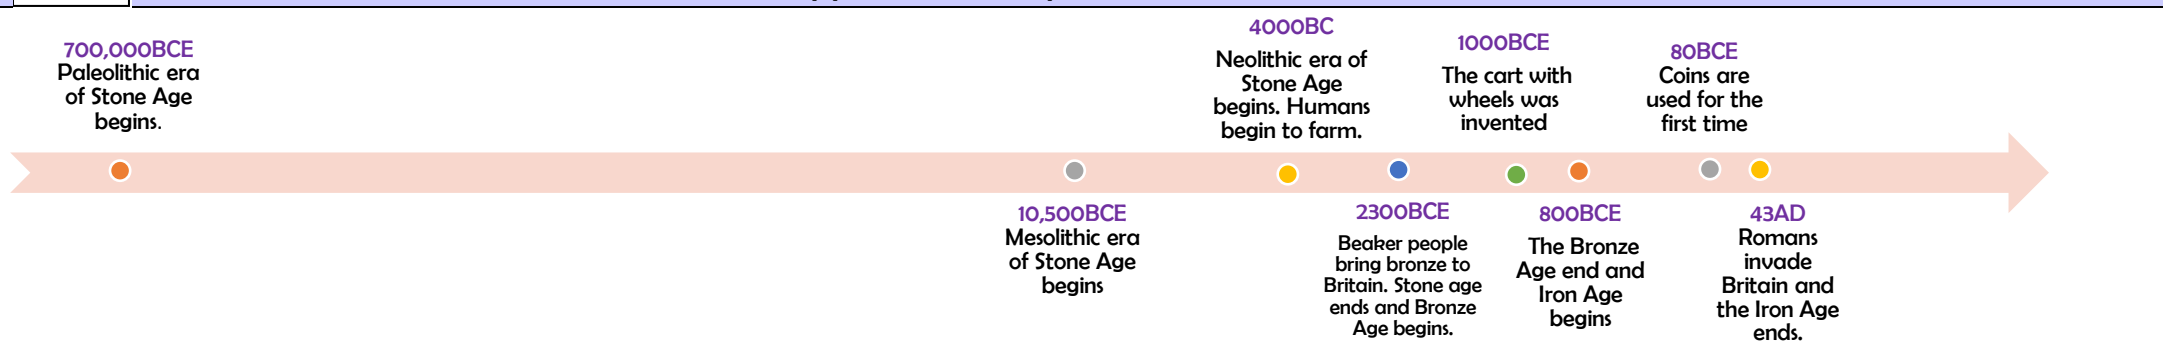 700,000BCE
Paleolithic era
of Stone Age
begins.
10,500BCE
Mesolithic era
of Stone Age
begins
4000BC
Neolithic era of
Stone Age
begins. Humans
begin to farm.
2300BCE
Beaker people
bring bronze to
Britain. Stone age
ends and Bronze
Age begins.
1000BCE
The cart with
wheels was
invented
800BCE
The Bronze
Age end and
Iron Age
begins
80BCE
Coins are
used for the
first time
43AD
Romans
invade
Britain and
the Iron Age
ends.